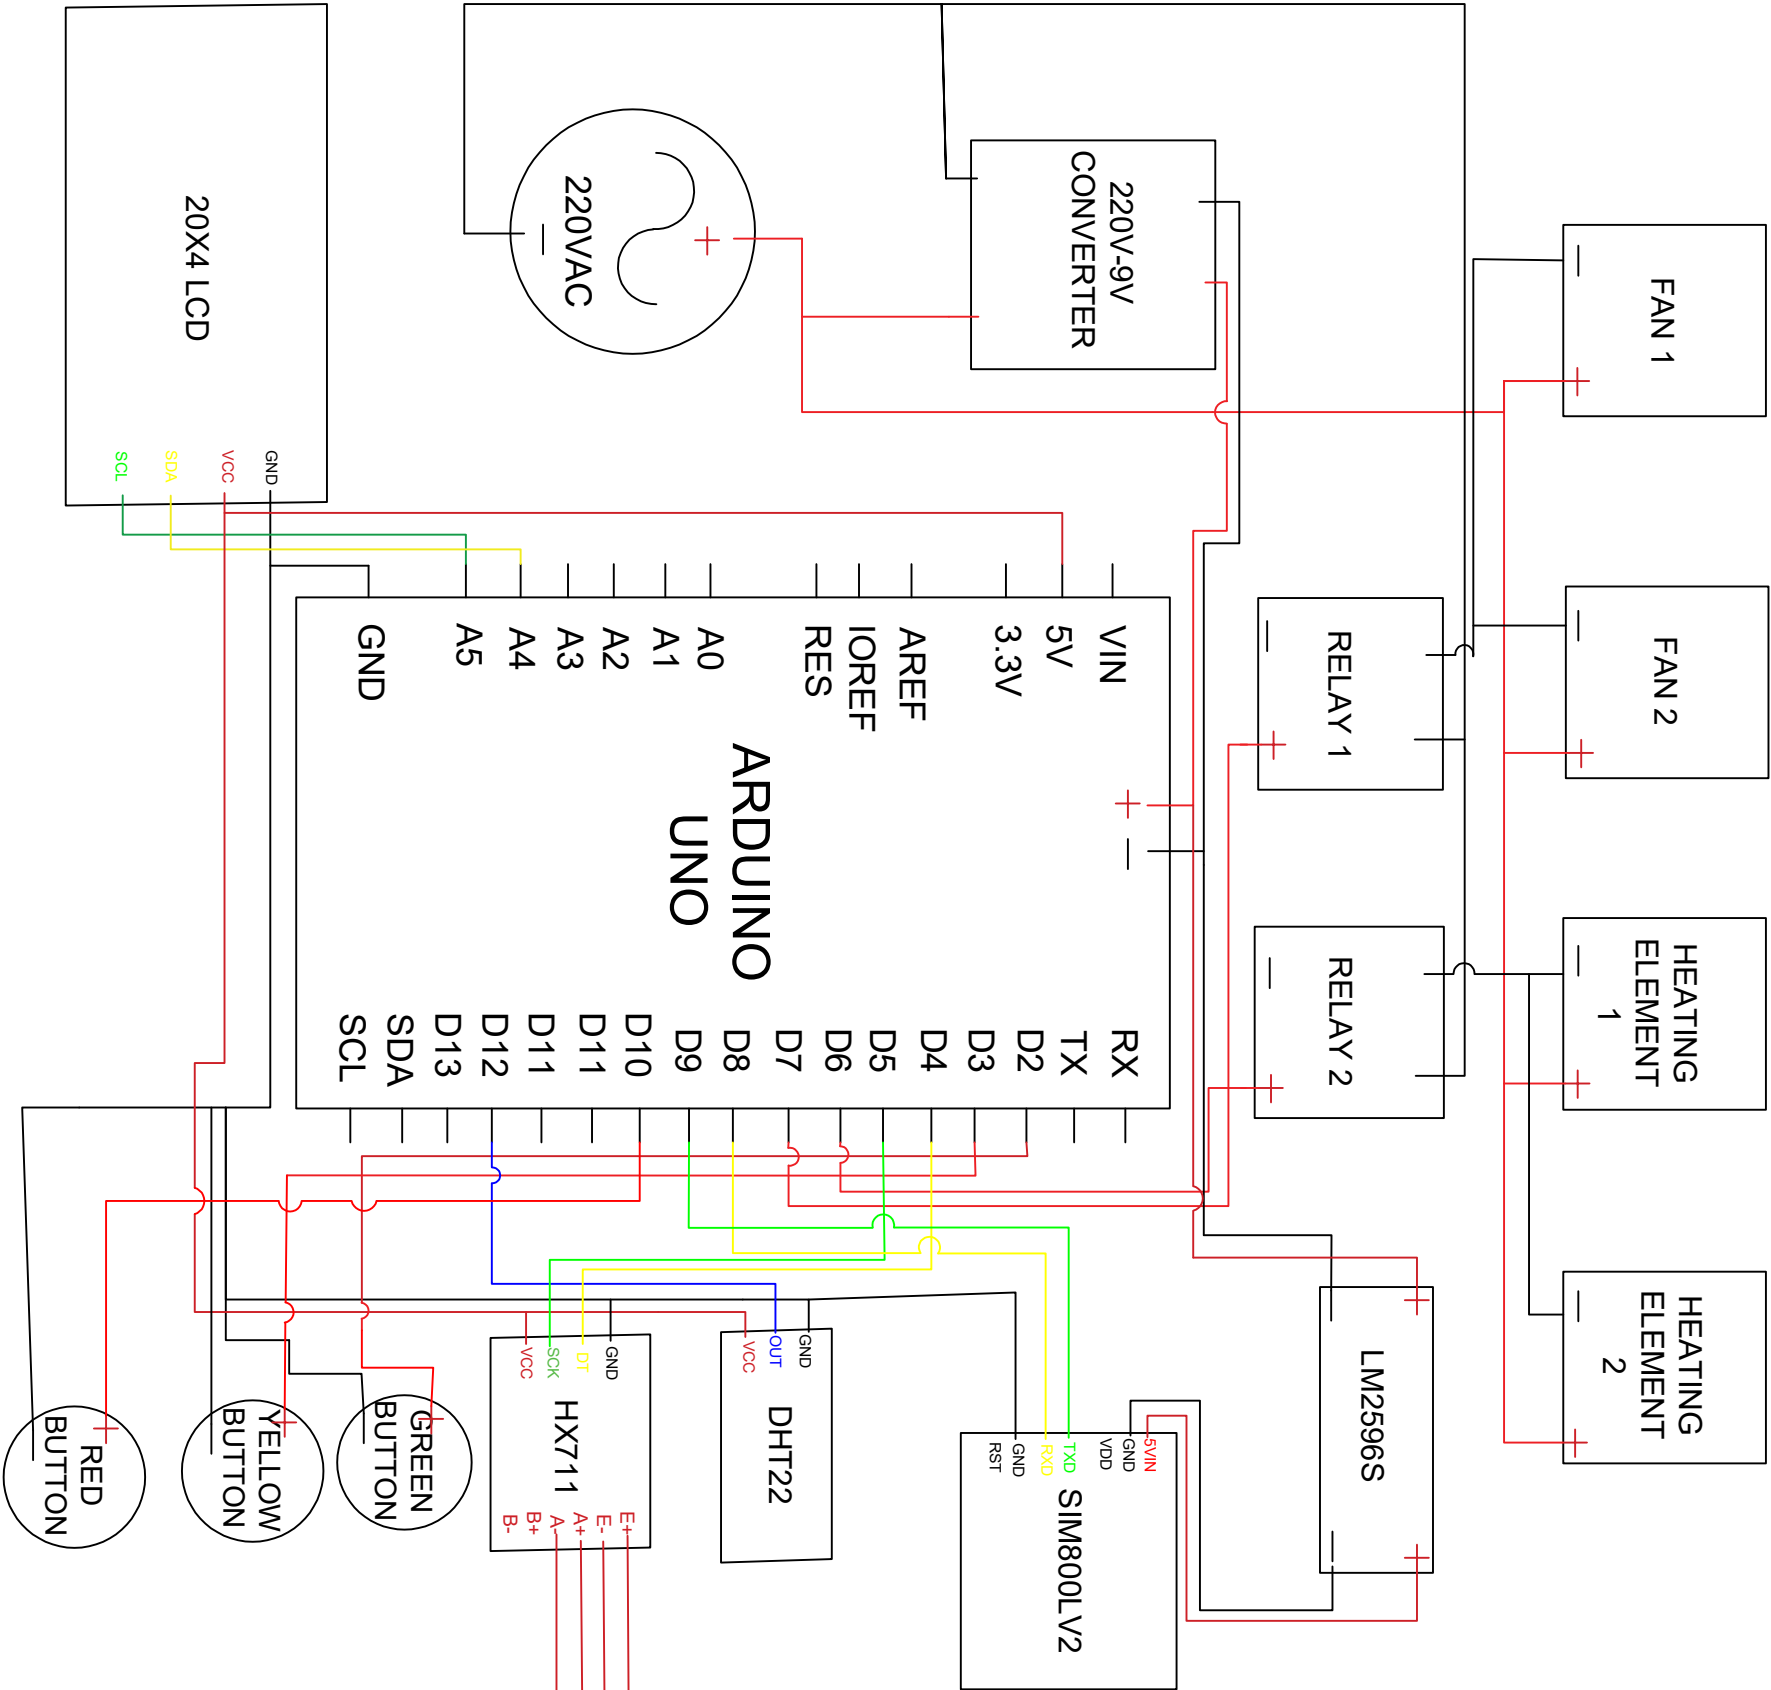 20X4 LCD
SCL
SDA
VCC
GND
220VAC
+
−
220V-9V
CONVERTER
FAN 1
−
+
FAN 2
−
+
HEATING
ELEMENT
1
−
+
HEATING
ELEMENT
2
−
+
RELAY 1
−
+
RELAY 2
−
+
ARDUINO
UNO
GND
A5
A4
A3
A2
A1
A0
RES
IOREF
AREF
3.3V
5V
VIN
+
−
SCL
SDA
D13
D12
D11
D11
D10
D9
D8
D7
D6
D5
D4
D3
D2
TX
RX
RED
BUTTON
+
YELLOW
BUTTON
+
GREEN
BUTTON
+
HX711
VCC
SCK
DT
GND
B-
B+
A-
A+
E-
E+
DHT22
VCC
OUT
GND
SIM800LV2
RST
GND
RXD
TXD
VDD
GND
5VIN
LM2596S
+
−
+